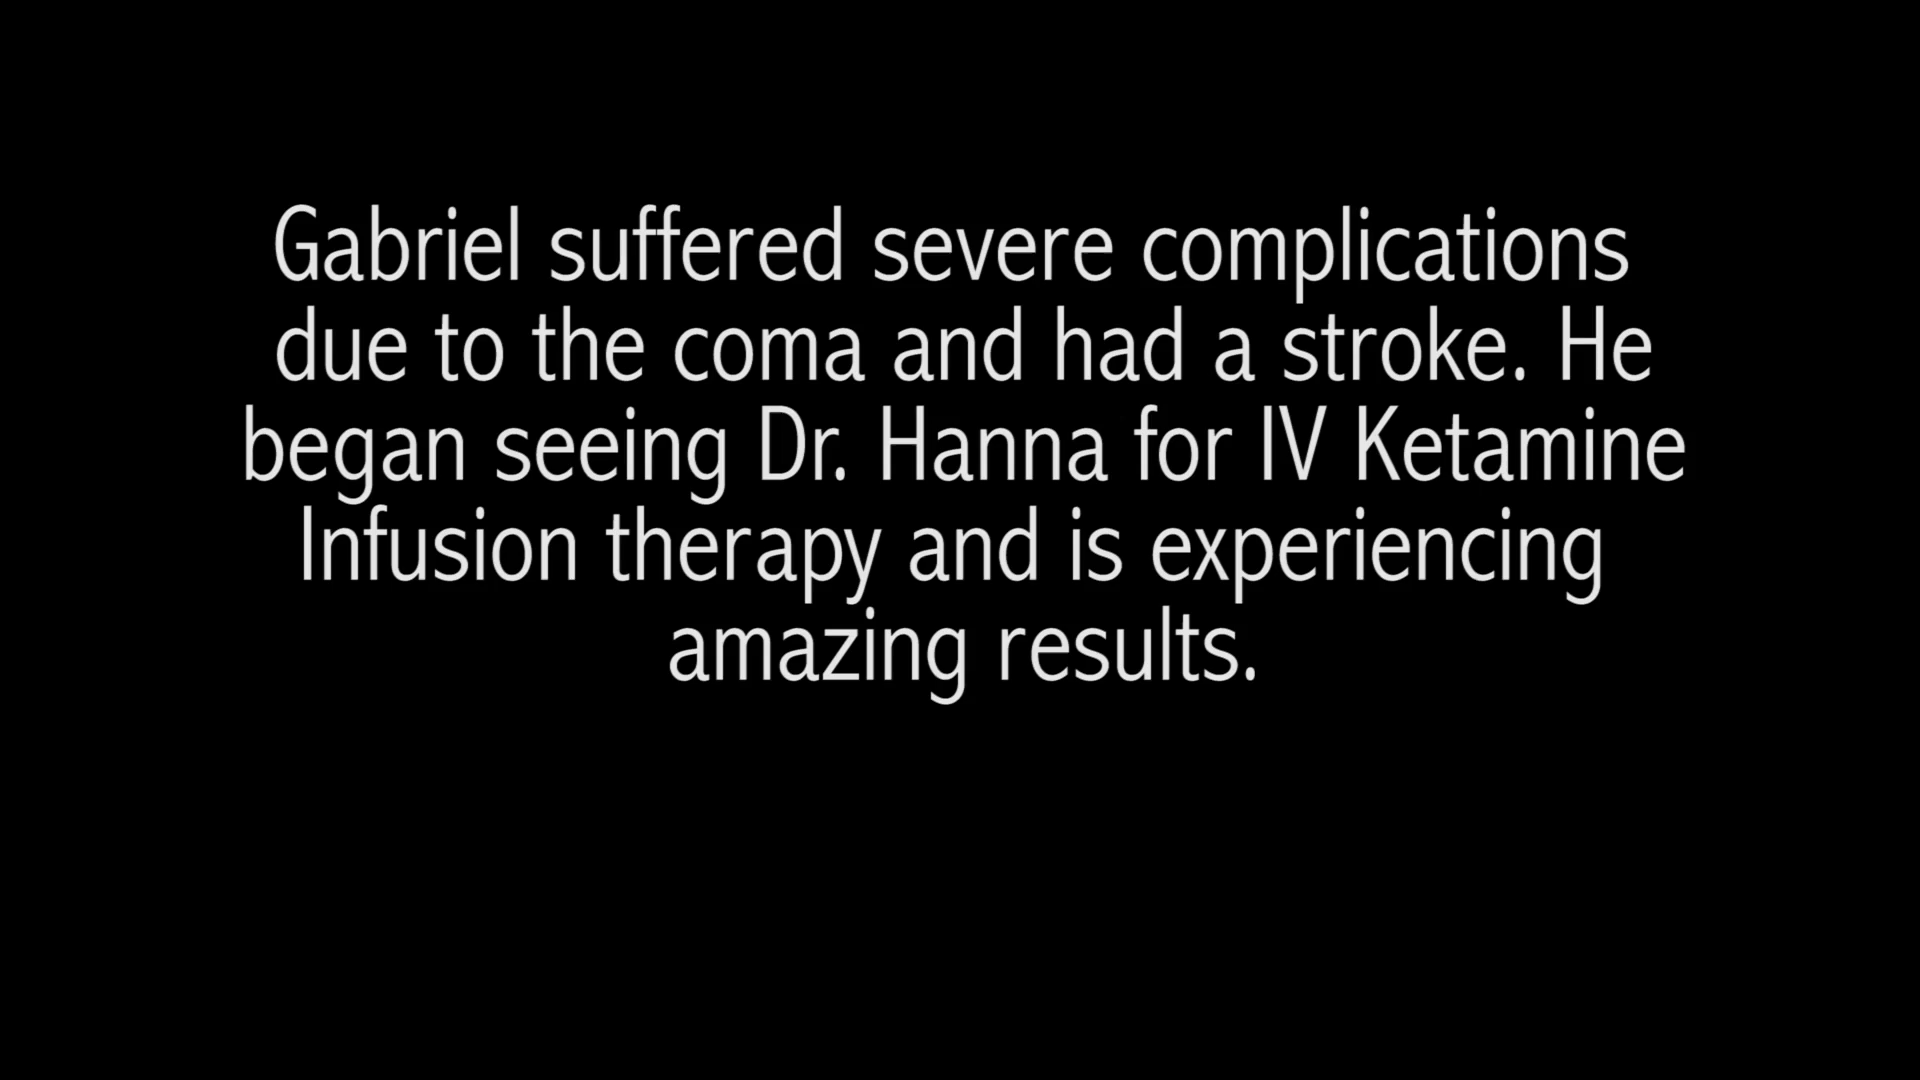 Gabriel suffered severe complications
due to the coma and had a stroke. He
began seeing Dr. Hanna for IV Ketamine
Infusion therapy and is experiencing
amazing results.